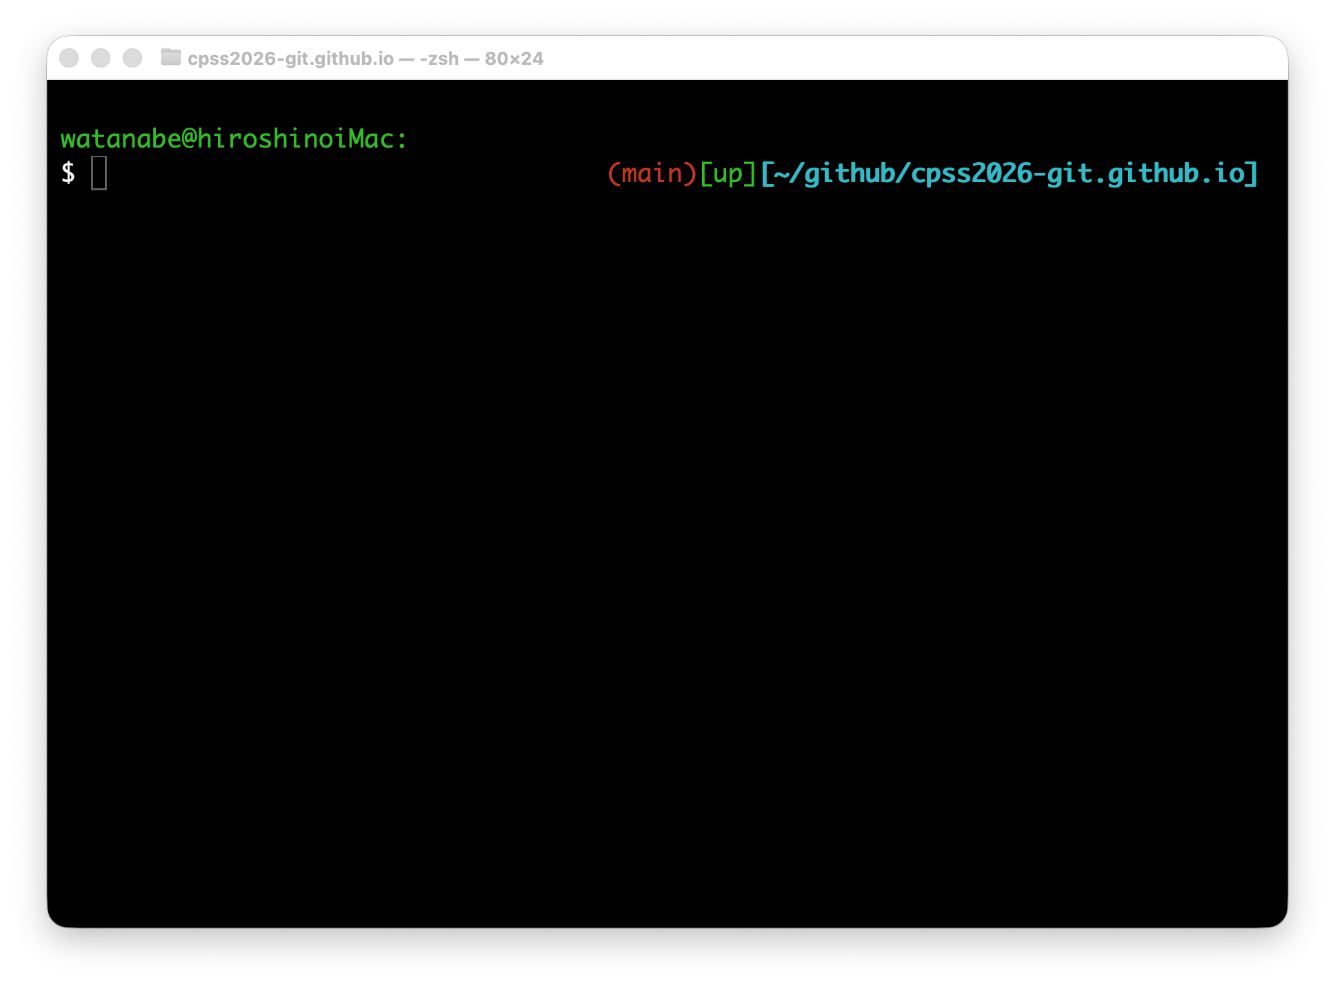 cpss2026-git.github.io — -zsh — 80×24
watanabe@hiroshinoiMac:
$ (main)[up][~/github/cpss2026-git.github.io]